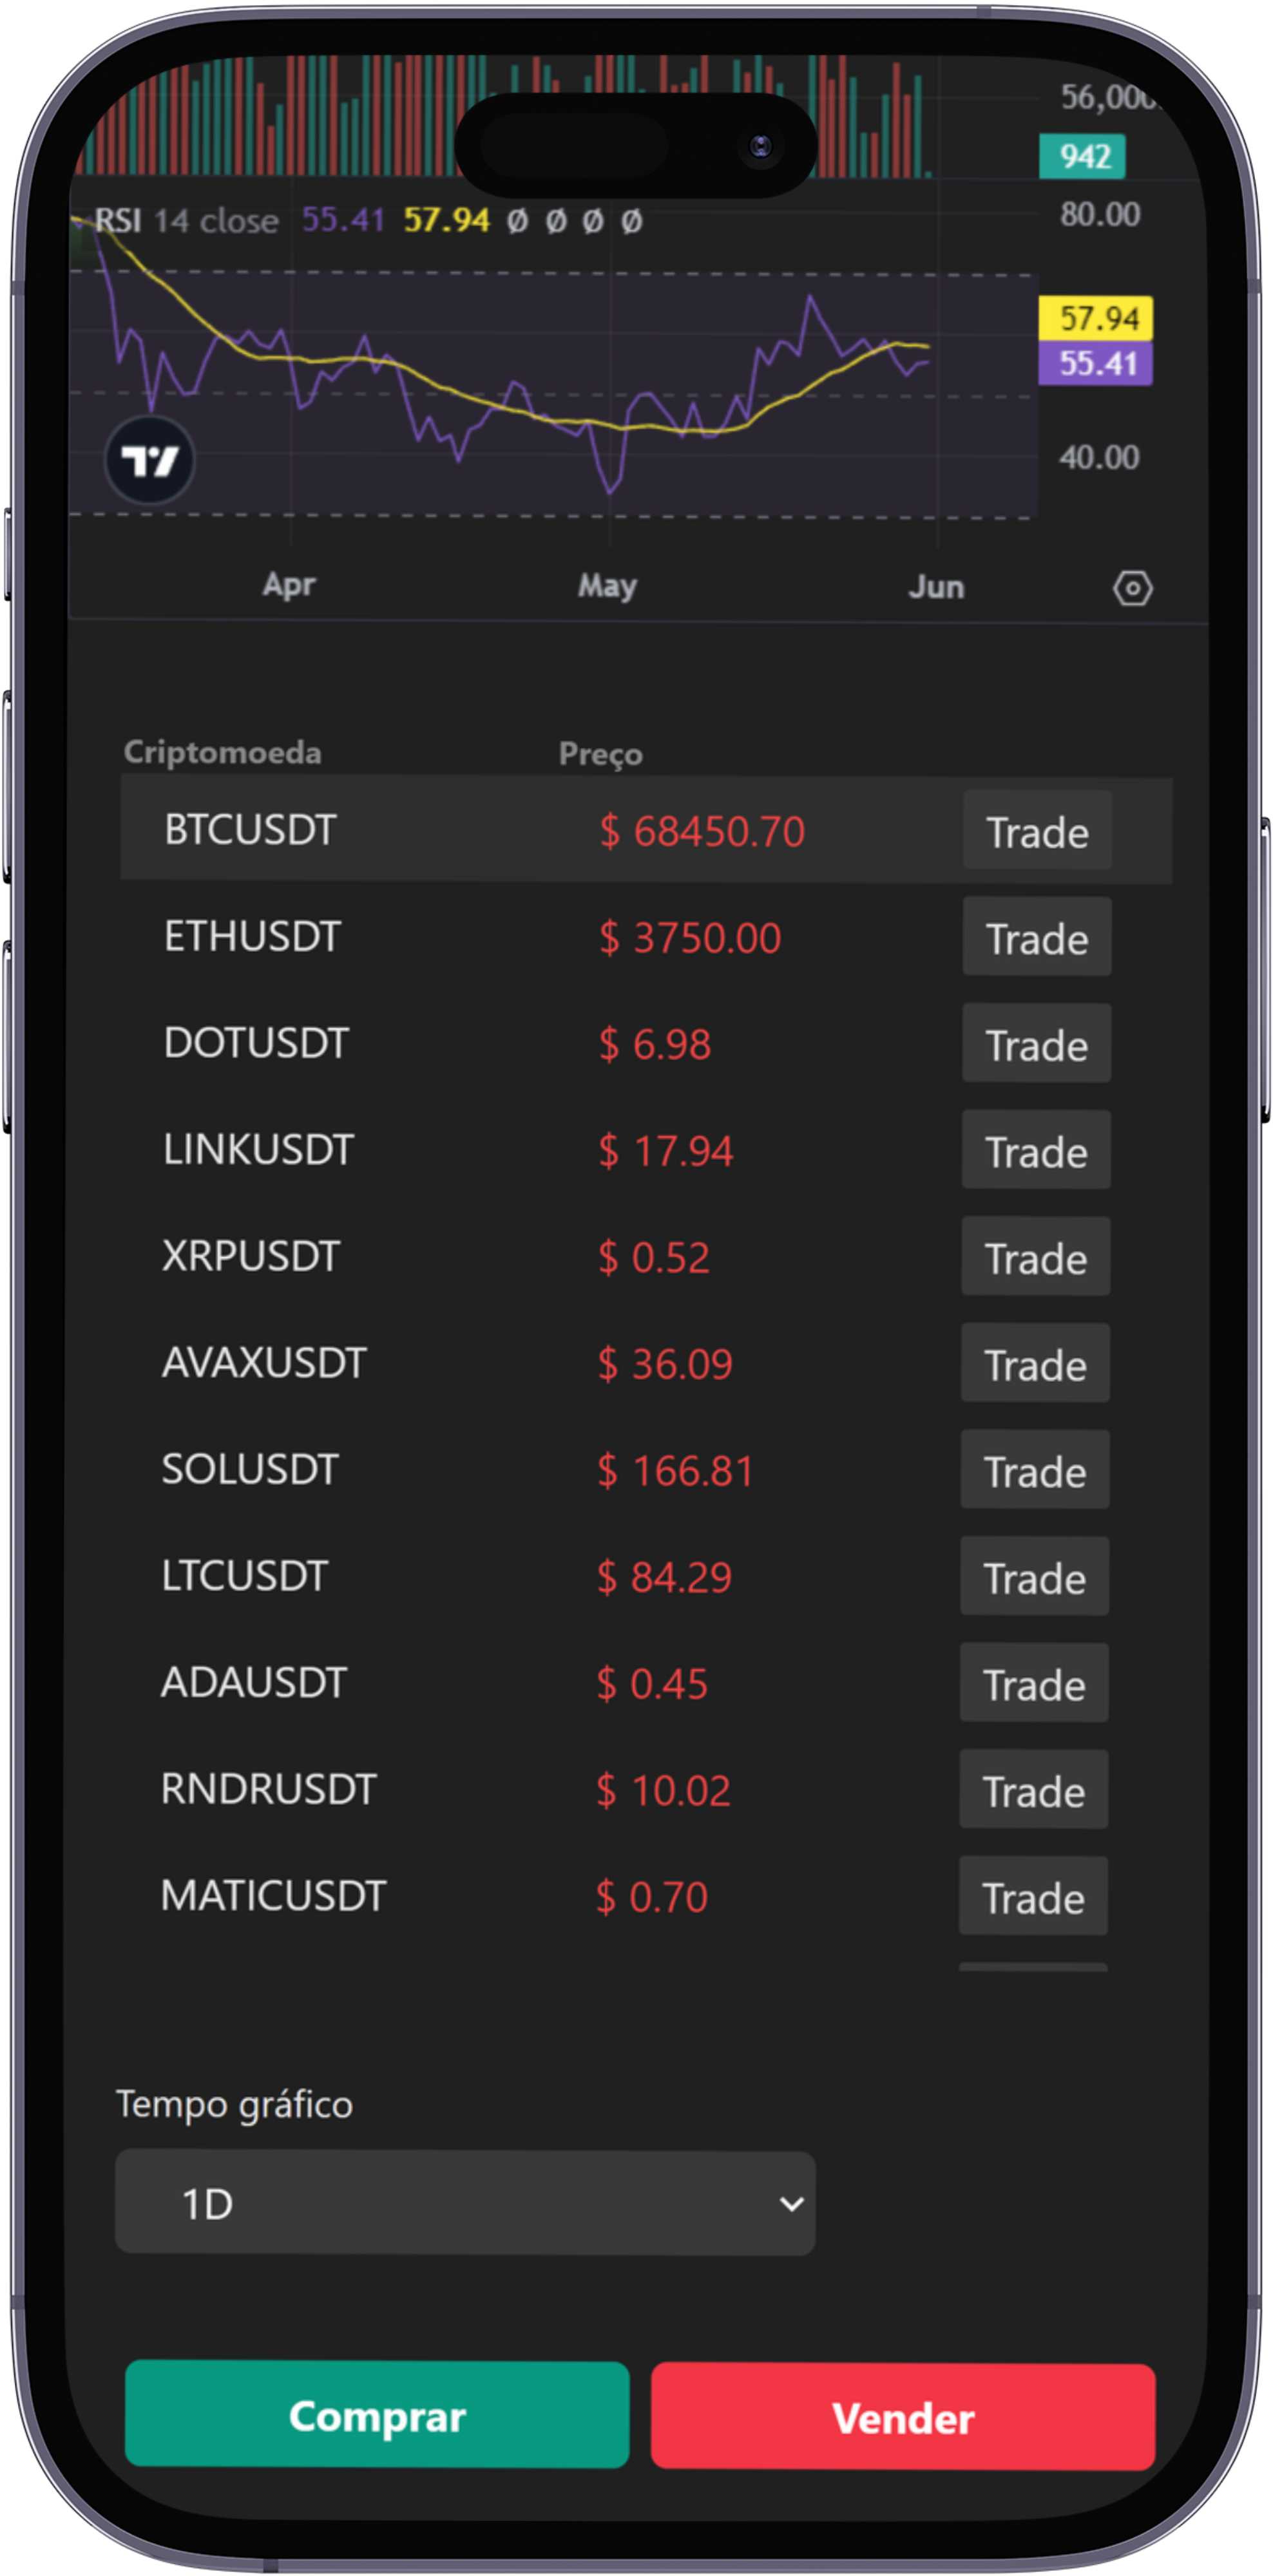 942
80.00
RSI 14 close 55.41 57.94 Ø Ø Ø Ø
57.94
55.41
40.00
Apr May Jun
Criptomoeda Preço
BTCUSDT $ 68450.70 Trade
ETHUSDT $ 3750.00 Trade
DOTUSDT $ 6.98 Trade
LINKUSDT $ 17.94 Trade
XRPUSDT $ 0.52 Trade
AVAXUSDT $ 36.09 Trade
SOLUSDT $ 166.81 Trade
LTCUSDT $ 84.29 Trade
ADAUSDT $ 0.45 Trade
RNDRUSDT $ 10.02 Trade
MATICUSDT $ 0.70 Trade
Tempo gráfico
1D
Comprar Vender